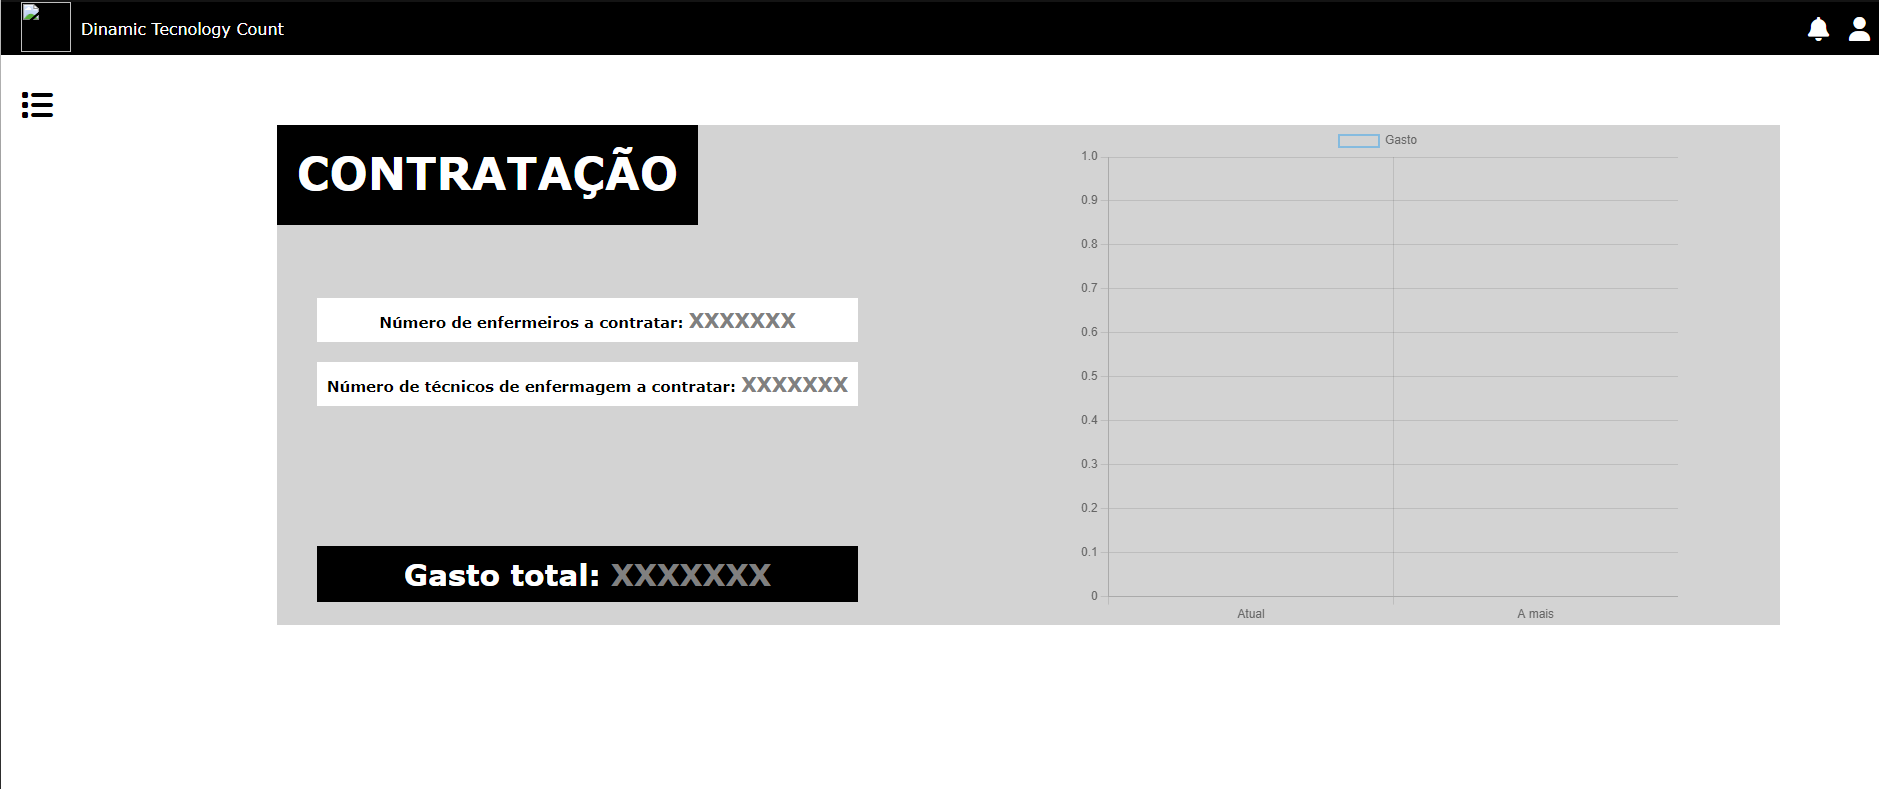 Dinamic Tecnology Count
CONTRATAÇÃO
Número de enfermeiros a contratar: XXXXXXX
Número de técnicos de enfermagem a contratar: XXXXXXX
Gasto total: XXXXXXX
Gasto
1.0
0.9
0.8
0.7
0.6
0.5
0.4
0.3
0.2
0.1
0
Atual A mais